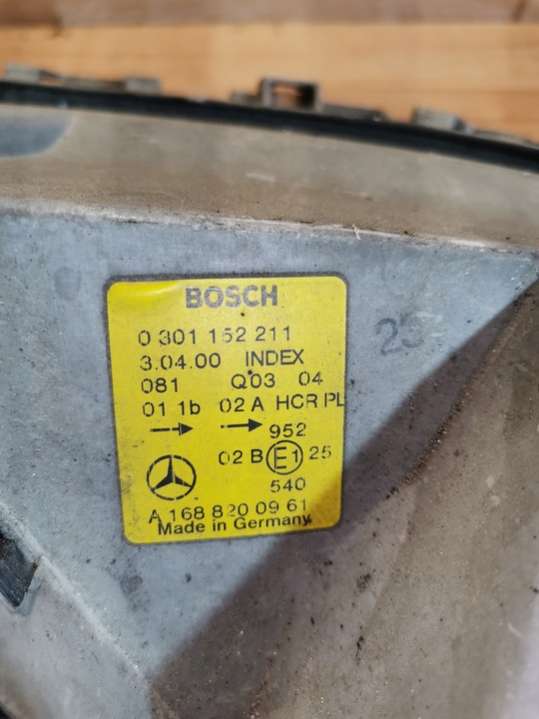 BOSCH
0 301 152 211
3.04.00 INDEX
081 Q03 04
01 1b 02 A HCR PL
952
02 B E1 25
540
A 168 820 09 61
Made in Germany
23